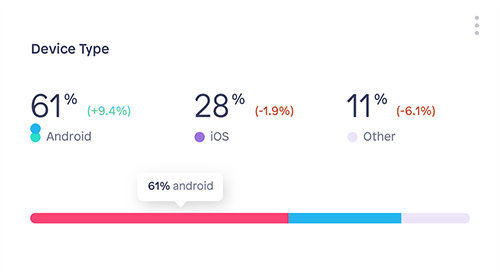 Device Type
61% (+9.4%) 28% (-1.9%) 11% (-6.1%)
Android iOS Other
61% android